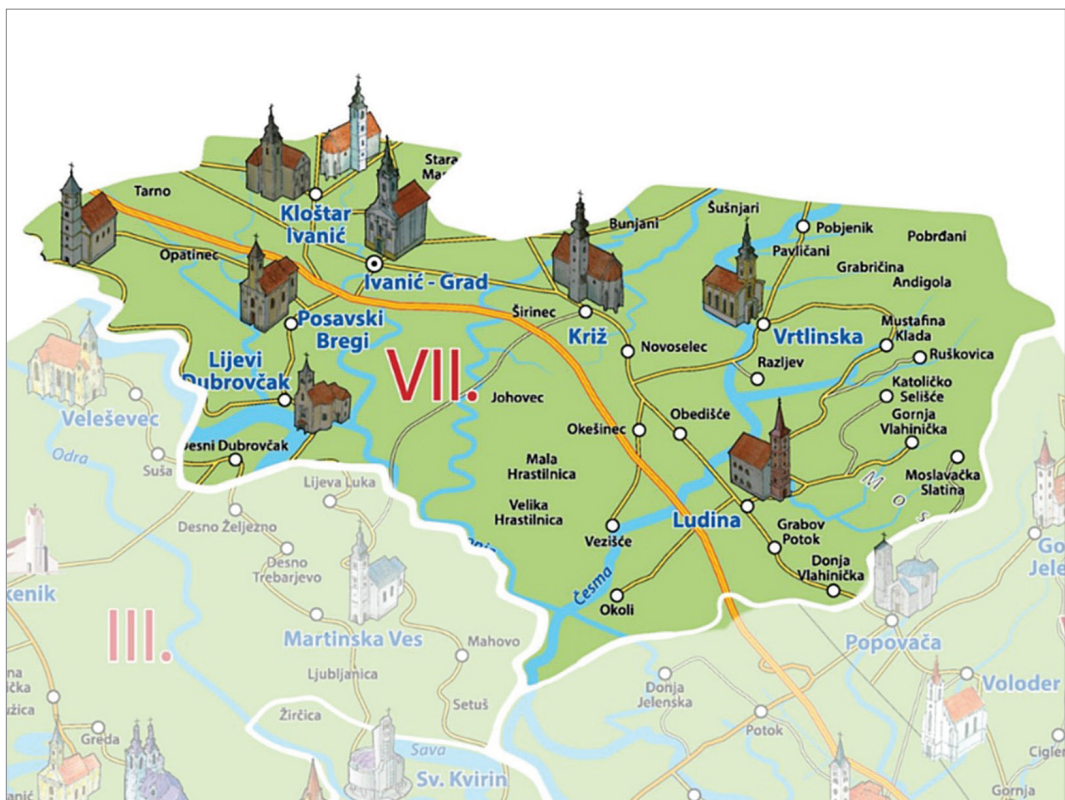 Stara
Tarno
Kloštar
Ivanić
Šušnjari
Bunjani
Pobjenik
Pobrđani
Pavličani
Opatinec
Grabričina
Andigola
Ivanić - Grad
Širinec
Križ
Posavski
Bregi
Vrtlinska
Mustafina
Klada
Novoselec
Ruškovica
Lijevi
Dubrovčak
VII.
Razljev
Katoličko
Selišće
Johovec
Veleševec
Obedišće
Gornja
Vlahinička
Okešinec
Desni Dubrovčak
Odra
Suša
Mala
Hrastilnica
Moslavačka
Slatina
Lijeva Luka
M o s
Velika
Hrastilnica
Ludina
Desno Željezno
Grabov
Potok
Vezišće
Desno
Trebarjevo
Donja
Vlahinička
Česma
Okoli
kenik
III.
Martinska Ves
Mahovo
Popovača
Ljubljanica
Donja
Jelenska
Voloder
Setuš
Žirčica
Potok
Greda
Sava
Sv. Kvirin
Gornja